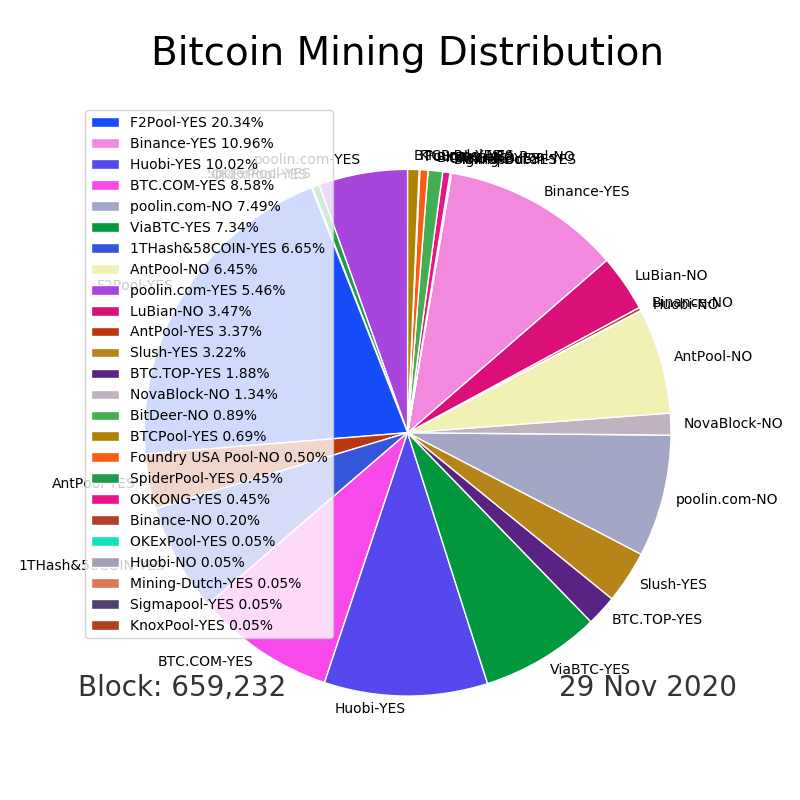 Bitcoin Mining Distribution
F2Pool-YES 20.34%
Binance-YES 10.96%
Huobi-YES 10.02%
BTC.COM-YES 8.58%
poolin.com-NO 7.49%
ViaBTC-YES 7.34%
1THash&58COIN-YES 6.65%
AntPool-NO 6.45%
poolin.com-YES 5.46%
LuBian-NO 3.47%
AntPool-YES 3.37%
Slush-YES 3.22%
BTC.TOP-YES 1.88%
NovaBlock-NO 1.34%
BitDeer-NO 0.89%
BTCPool-YES 0.69%
Foundry USA Pool-NO 0.50%
SpiderPool-YES 0.45%
OKKONG-YES 0.45%
Binance-NO 0.20%
OKExPool-YES 0.05%
Huobi-NO 0.05%
Mining-Dutch-YES 0.05%
Sigmapool-YES 0.05%
KnoxPool-YES 0.05%
poolin.com-YES
F2Pool-YES
AntPool-YES
1THash&58COIN-YES
BTC.COM-YES
Huobi-YES
ViaBTC-YES
BTC.TOP-YES
Slush-YES
poolin.com-NO
NovaBlock-NO
AntPool-NO
Huobi-NO
Binance-NO
LuBian-NO
Binance-YES
Block: 659,232
29 Nov 2020